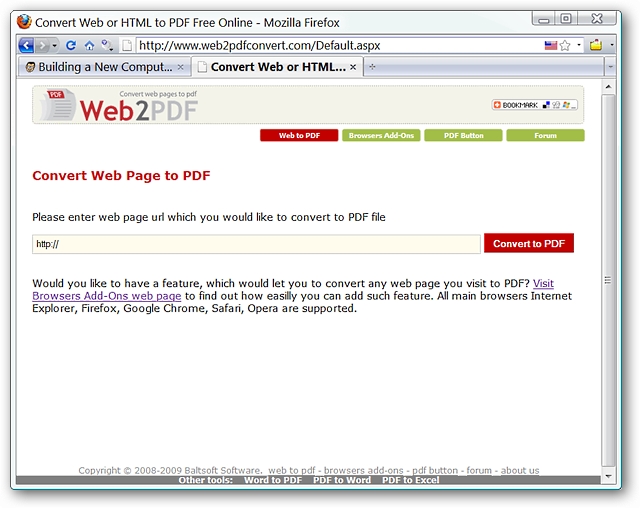 Convert Web or HTML to PDF Free Online - Mozilla Firefox
http://www.web2pdfconvert.com/Default.aspx
Building a New Comput... Convert Web or HTML...
PDF
Convert web pages to pdf
Web2PDF
BOOKMARK
Web to PDF Browsers Add-Ons PDF Button Forum
Convert Web Page to PDF
Please enter web page url which you would like to convert to PDF file
http:// Convert to PDF
Would you like to have a feature, which would let you to convert any web page you visit to PDF? Visit
Browsers Add-Ons web page to find out how easilly you can add such feature. All main browsers Internet
Explorer, Firefox, Google Chrome, Safari, Opera are supported.
Copyright © 2008-2009 Baltsoft Software. web to pdf - browsers add-ons - pdf button - forum - about us
Other tools: Word to PDF PDF to Word PDF to Excel